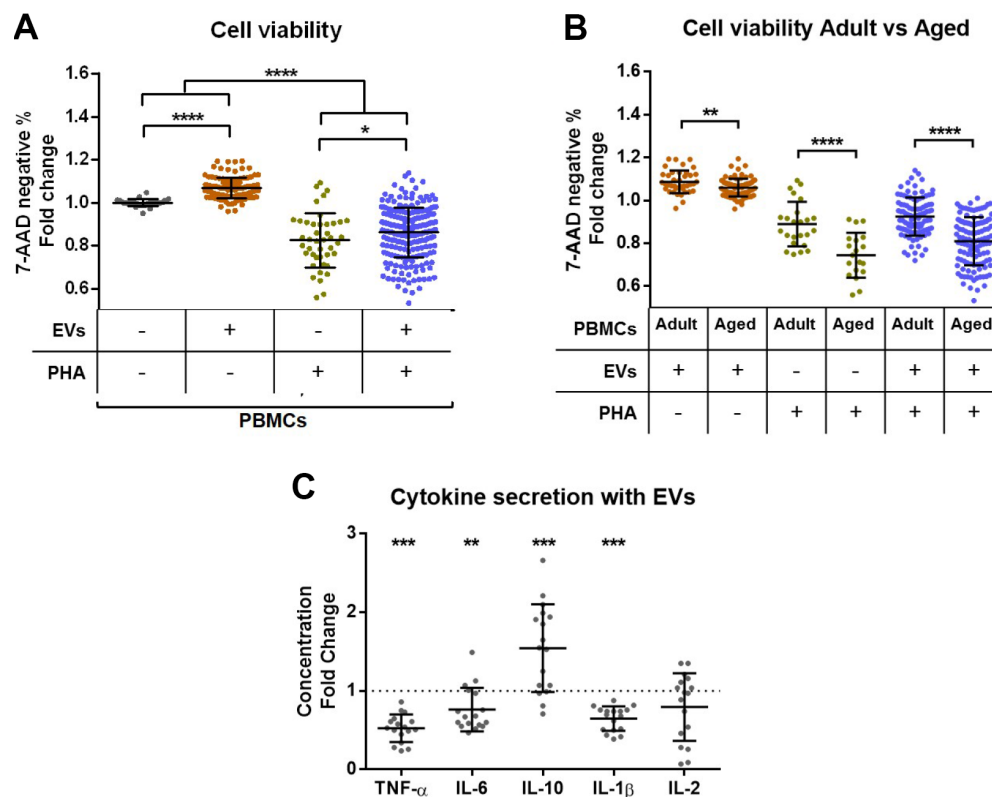 A
Cell viability
7-AAD negative %
Fold change
1.6
1.4
1.2
1.0
0.8
0.6
****
****
*
EVs - + - +
PHA - - + +
PBMCs
B
Cell viability Adult vs Aged
7-AAD negative %
Fold change
1.6
1.4
1.2
1.0
0.8
0.6
**
****
****
PBMCs Adult Aged Adult Aged Adult Aged
EVs + + - - + +
PHA - - + + + +
C
Cytokine secretion with EVs
Concentration
Fold Change
3
2
1
0
*** ** *** ***
TNF-α IL-6 IL-10 IL-1β IL-2